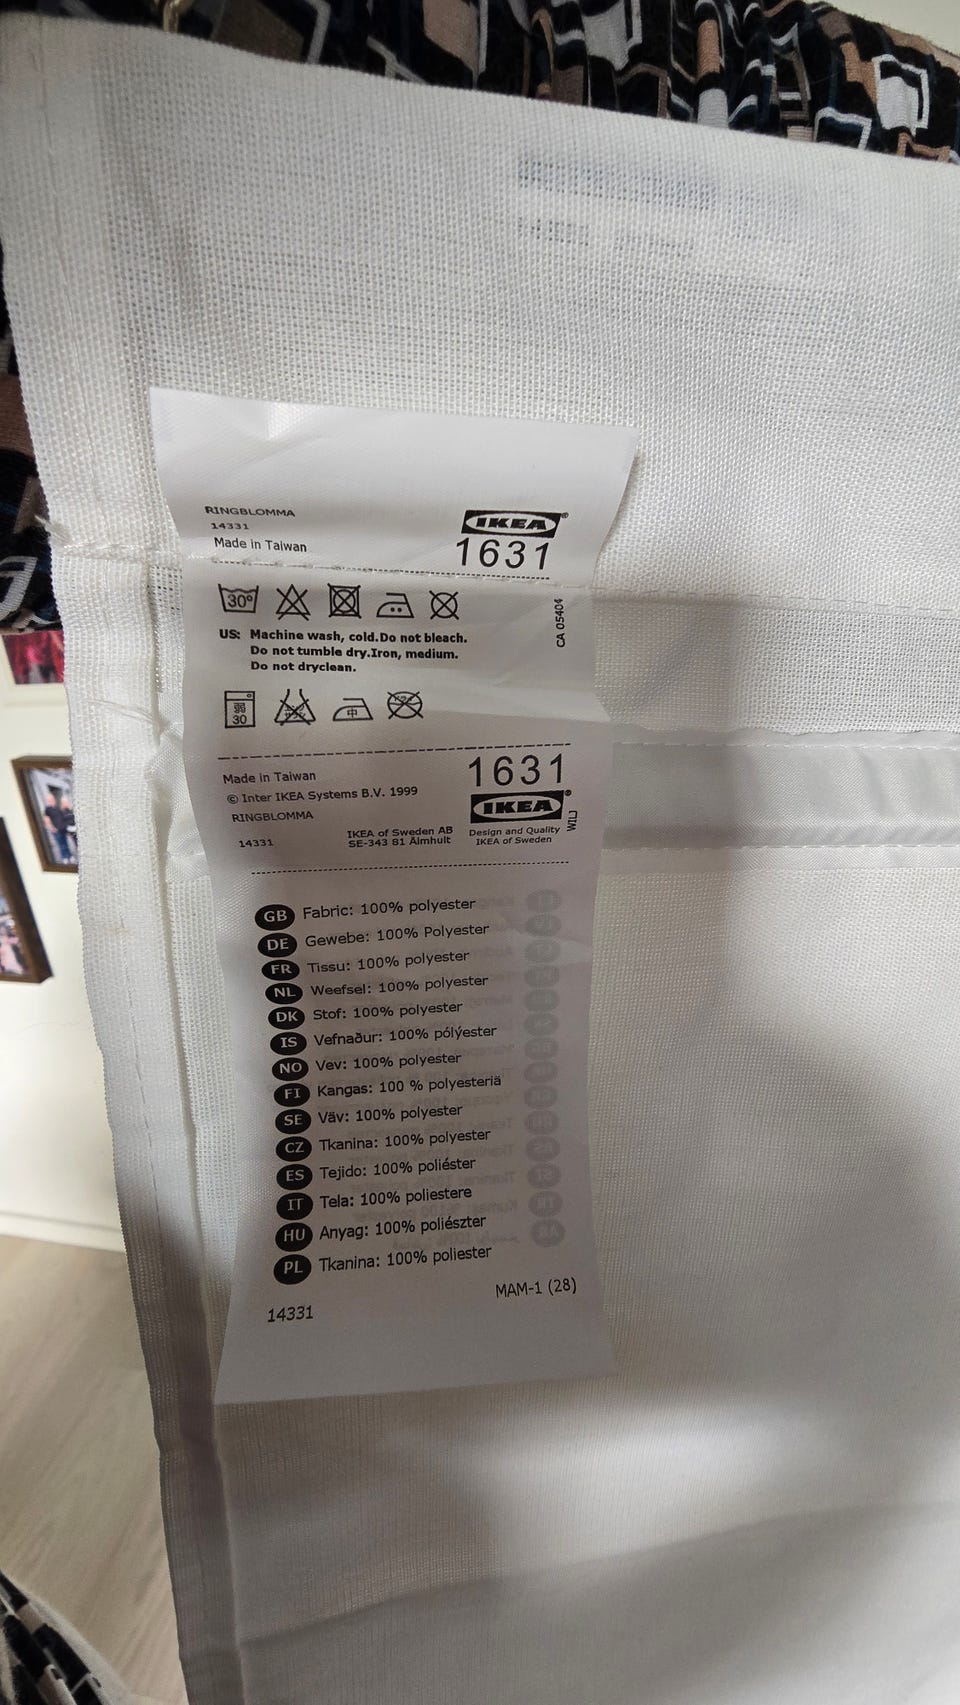 RINGBLOMMA
14331
Made in Taiwan
IKEA®
1631
30°
US: Machine wash, cold.Do not bleach.
Do not tumble dry.Iron, medium.
Do not dryclean.
CA 05404
弱
30
中
Made in Taiwan
© Inter IKEA Systems B.V. 1999
RINGBLOMMA
1631
IKEA®
14331
IKEA of Sweden AB
SE-343 81 Älmhult
Design and Quality
IKEA of Sweden
WILJ
GB Fabric: 100% polyester
DE Gewebe: 100% Polyester
FR Tissu: 100% polyester
NL Weefsel: 100% polyester
DK Stof: 100% polyester
IS Vefnaður: 100% pólýester
NO Vev: 100% polyester
FI Kangas: 100 % polyesteriä
SE Väv: 100% polyester
CZ Tkanina: 100% polyester
ES Tejido: 100% poliéster
IT Tela: 100% poliestere
HU Anyag: 100% poliészter
PL Tkanina: 100% poliester
MAM-1 (28)
14331